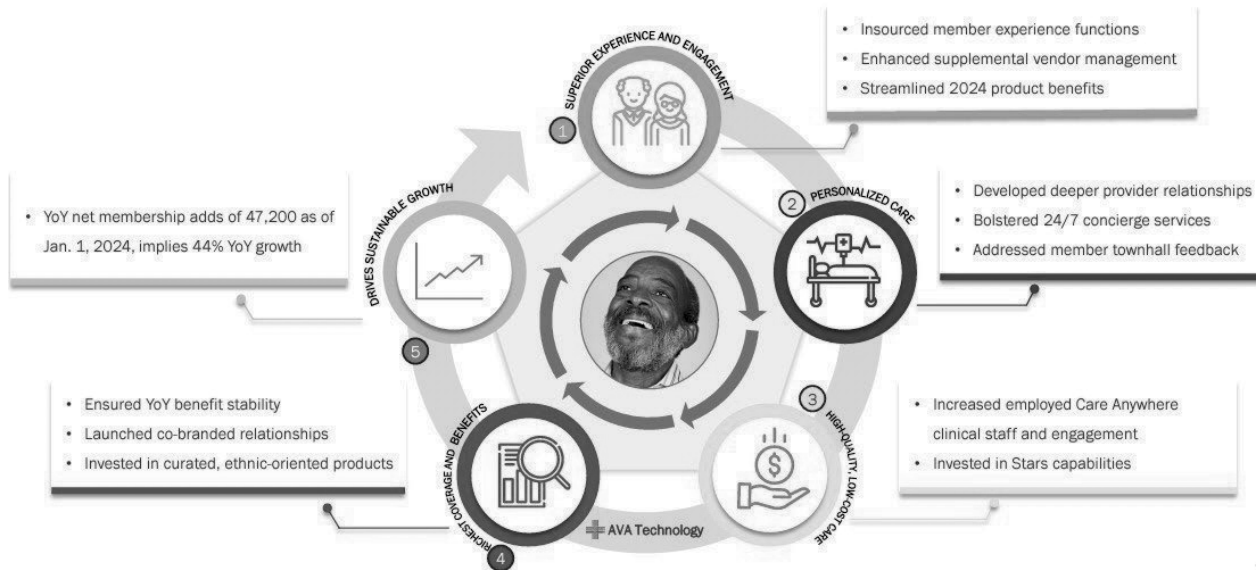 SUPERIOR EXPERIENCE AND ENGAGEMENT
1
• Insourced member experience functions
• Enhanced supplemental vendor management
• Streamlined 2024 product benefits
2
PERSONALIZED CARE
• Developed deeper provider relationships
• Bolstered 24/7 concierge services
• Addressed member townhall feedback
3
HIGH-QUALITY, LOW-COST CARE
• Increased employed Care Anywhere
clinical staff and engagement
• Invested in Stars capabilities
4
RICHEST COVERAGE AND BENEFITS
• Ensured YoY benefit stability
• Launched co-branded relationships
• Invested in curated, ethnic-oriented products
5
DRIVES SUSTAINABLE GROWTH
• YoY net membership adds of 47,200 as of
Jan. 1, 2024, implies 44% YoY growth
AVA Technology